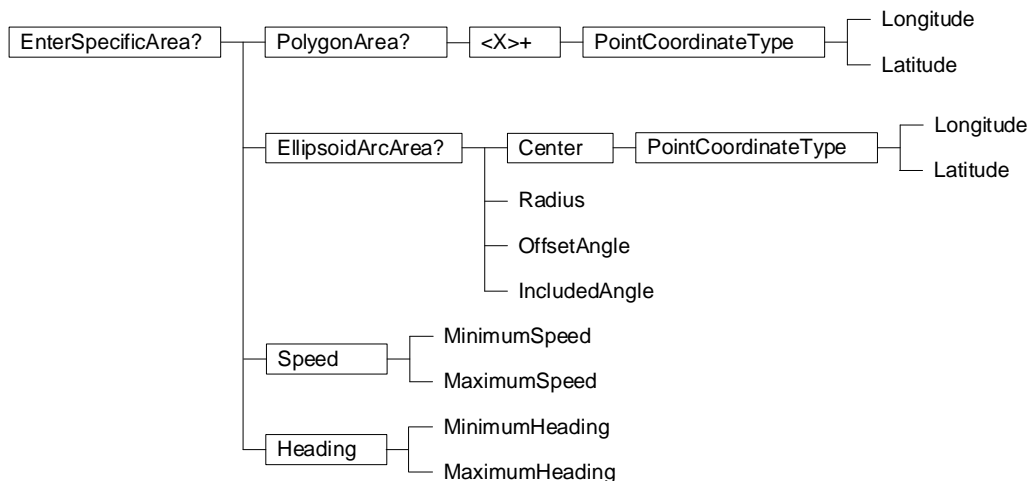 EnterSpecificArea?
PolygonArea?
<X>+
PointCoordinateType
Longitude
Latitude
EllipsoidArcArea?
Center
PointCoordinateType
Longitude
Latitude
Radius
OffsetAngle
IncludedAngle
Speed
MinimumSpeed
MaximumSpeed
Heading
MinimumHeading
MaximumHeading